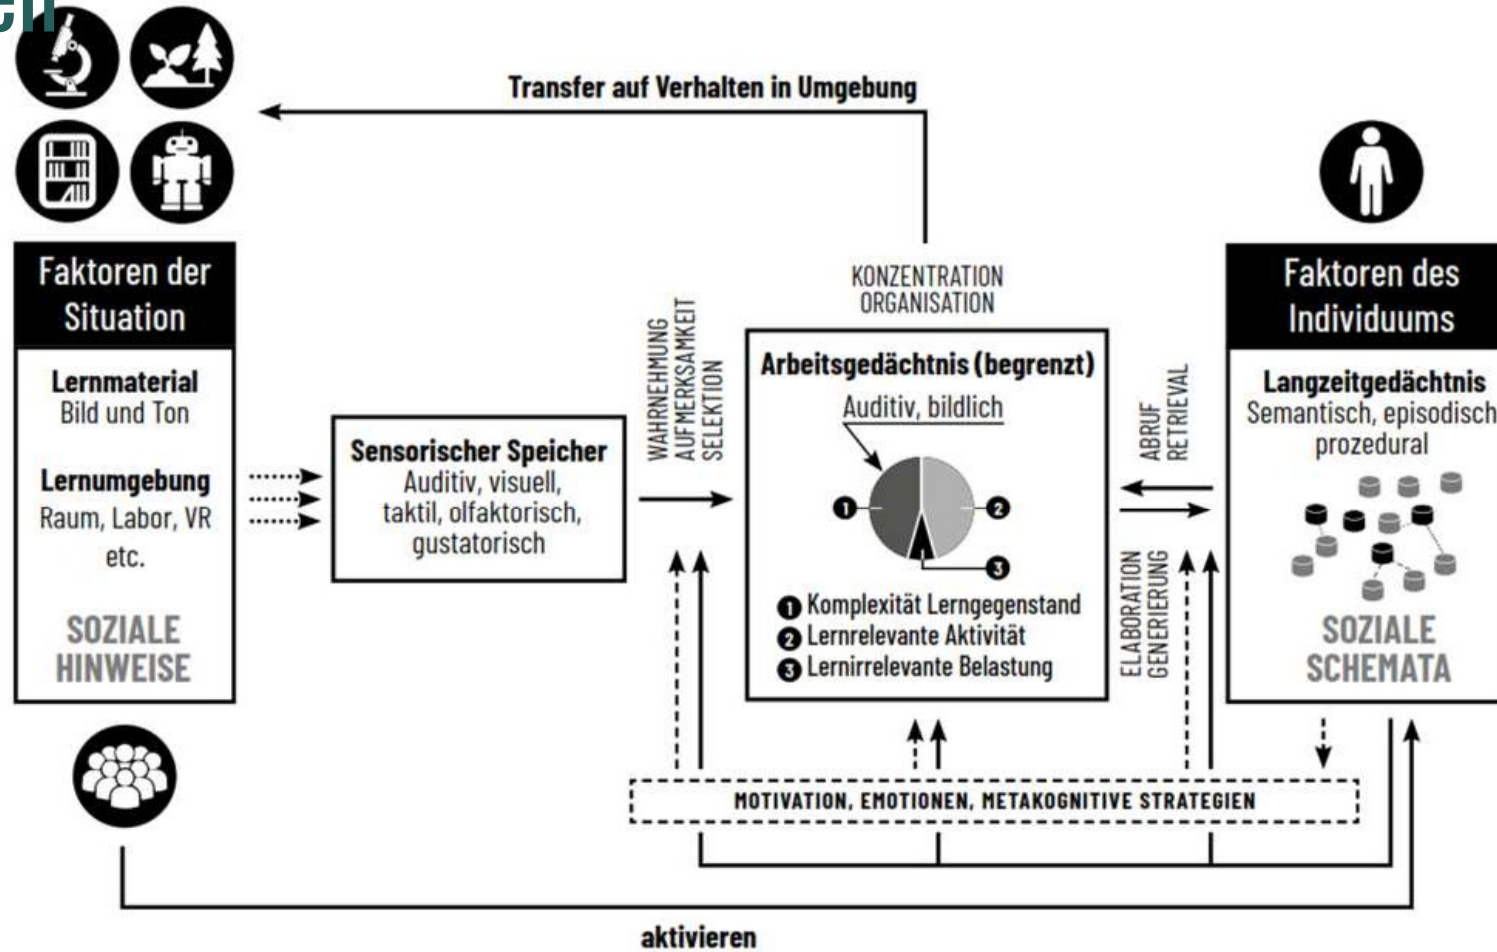 en
Transfer auf Verhalten in Umgebung
Faktoren der
Situation
Lernmaterial
Bild und Ton
Lernumgebung
Raum, Labor, VR
etc.
SOZIALE
HINWEISE
Sensorischer Speicher
Auditiv, visuell,
taktil, olfaktorisch,
gustatorisch
WAHRNEHMUNG
AUFMERKSAMKEIT
SELEKTION
KONZENTRATION
ORGANISATION
Arbeitsgedächtnis (begrenzt)
Auditiv, bildlich
1
2
3
1 Komplexität Lerngegenstand
2 Lernrelevante Aktivität
3 Lernirrelevante Belastung
ABRUF
RETRIEVAL
ELABORATION
GENERIERUNG
Faktoren des
Individuums
Langzeitgedächtnis
Semantisch, episodisch
prozedural
SOZIALE
SCHEMATA
MOTIVATION, EMOTIONEN, METAKOGNITIVE STRATEGIEN
aktivieren